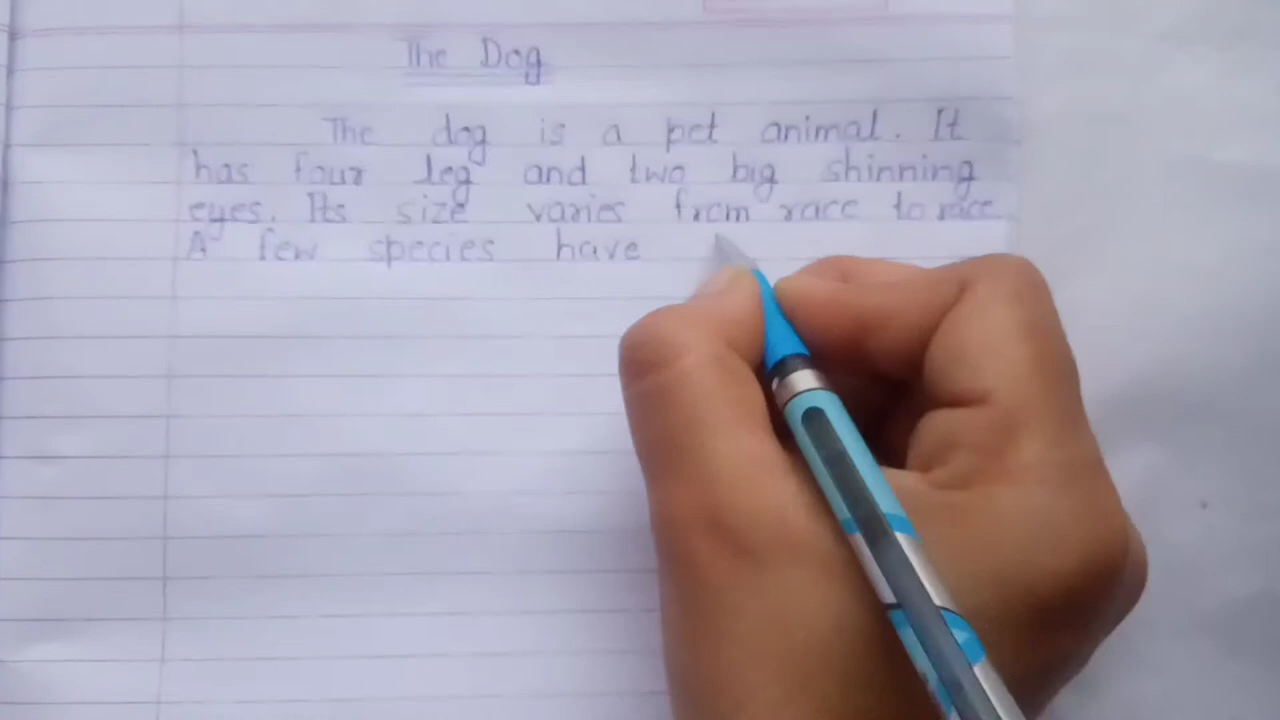 The Dog
The dog is a pet animal. It
has four leg and two big shinning
eyes. Its size varies from race to race
A few species have